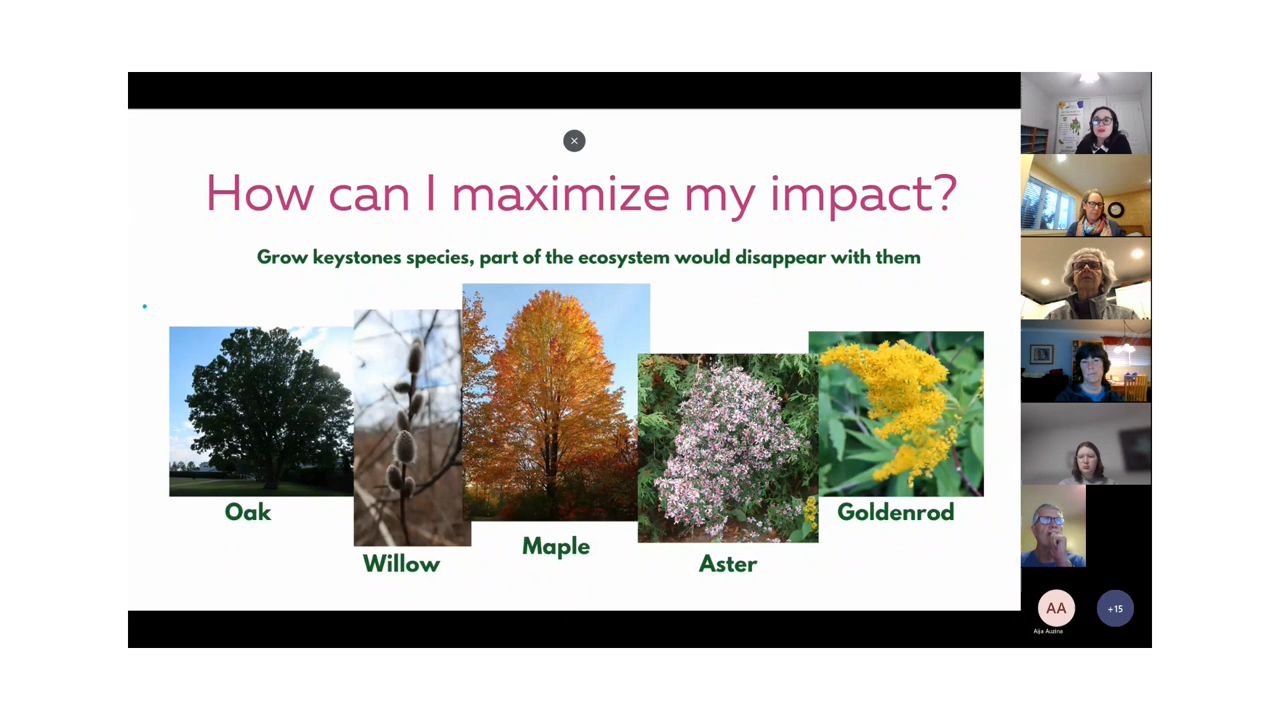 How can I maximize my impact?
Grow keystones species, part of the ecosystem would disappear with them
Oak
Willow
Maple
Aster
Goldenrod
AA
+15
Aija Auzina